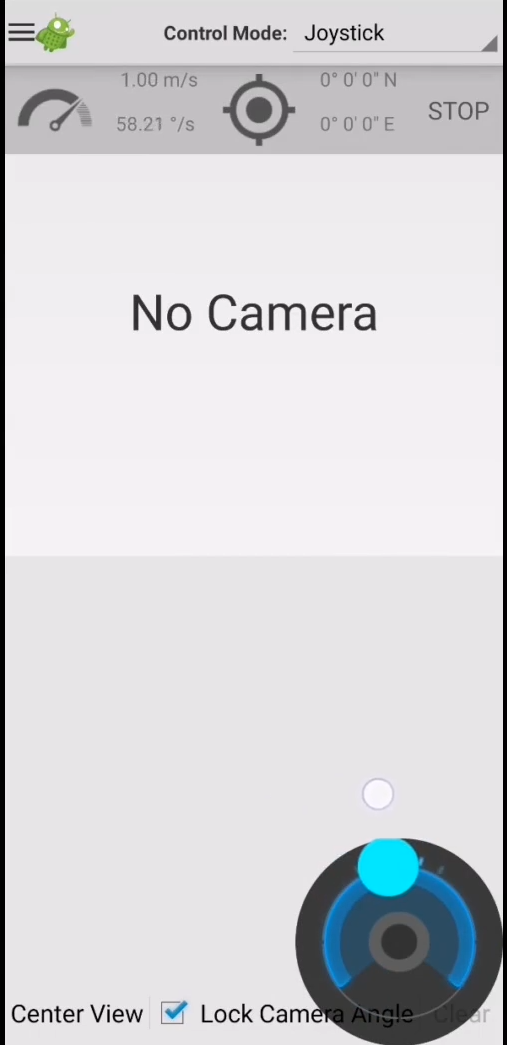 Control Mode: Joystick
1.00 m/s
0° 0' 0" N
STOP
58.21 °/s
0° 0' 0" E
No Camera
Center View
Lock Camera Angle
Clear